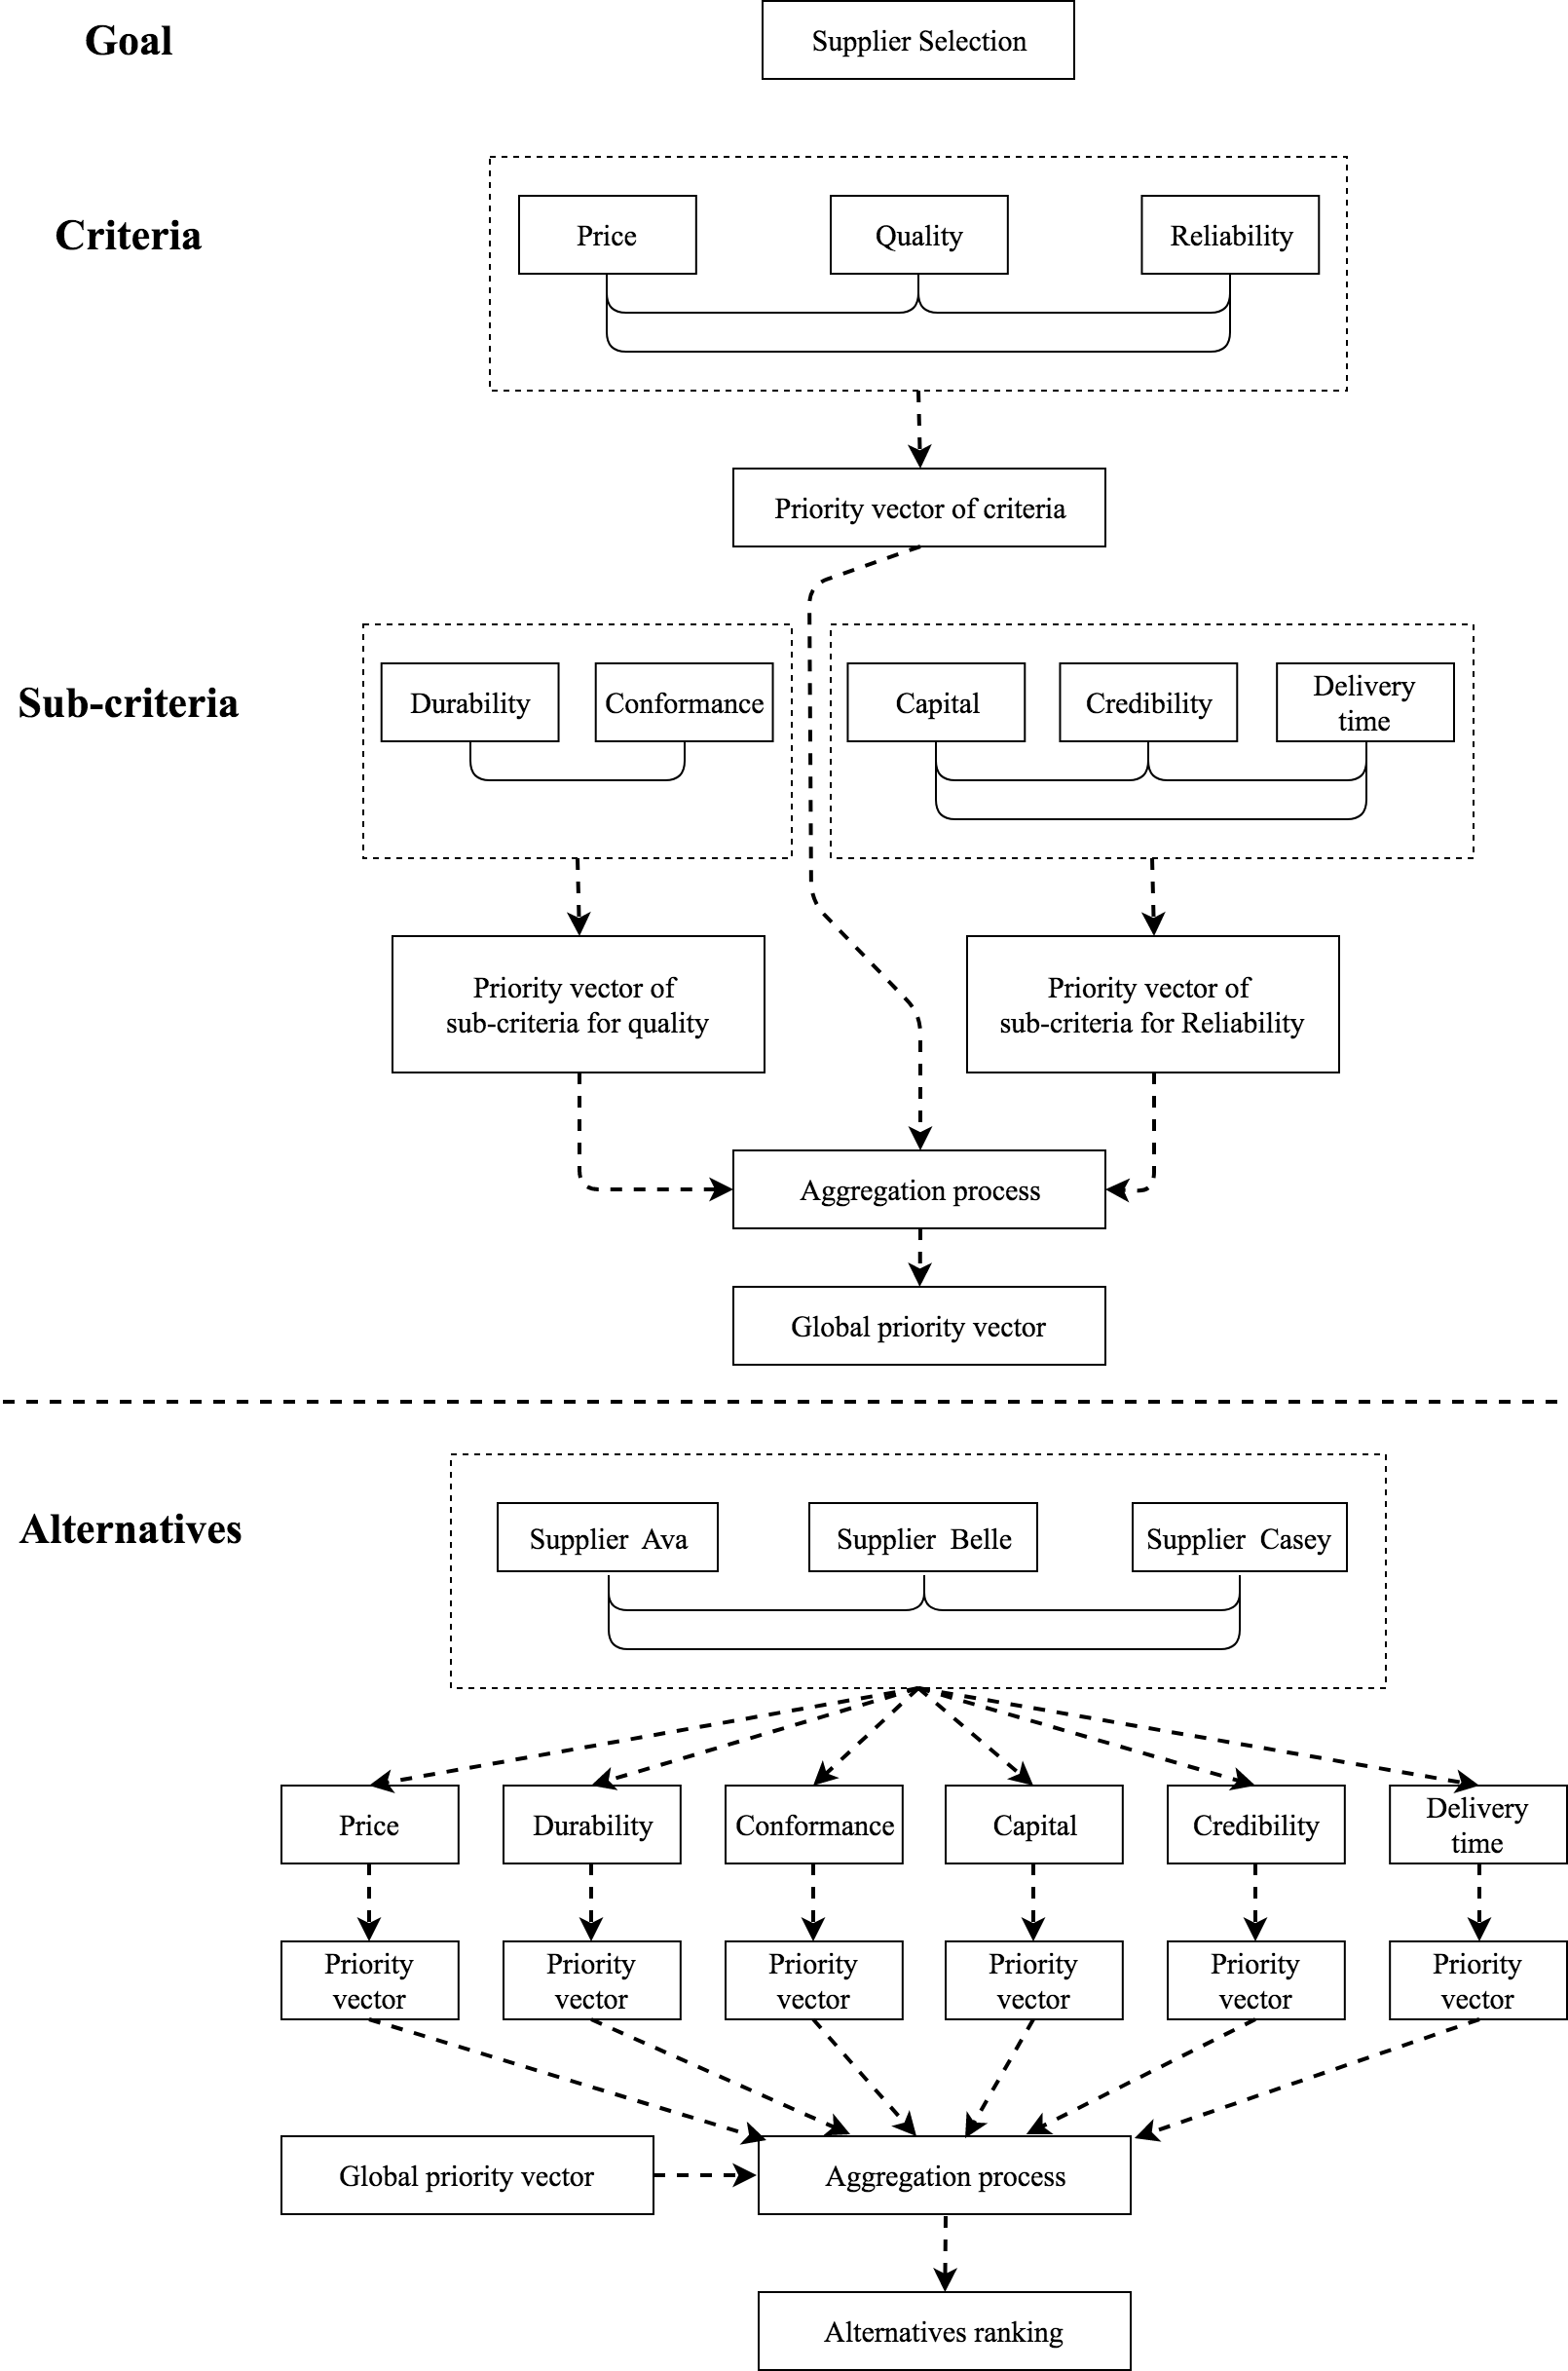 Goal
Supplier Selection
Criteria
Price
Quality
Reliability
Priority vector of criteria
Sub-criteria
Durability
Conformance
Capital
Credibility
Delivery
time
Priority vector of
sub-criteria for quality
Priority vector of
sub-criteria for Reliability
Aggregation process
Global priority vector
Alternatives
Supplier Ava
Supplier Belle
Supplier Casey
Price
Durability
Conformance
Capital
Credibility
Delivery
time
Priority
vector
Priority
vector
Priority
vector
Priority
vector
Priority
vector
Priority
vector
Global priority vector
Aggregation process
Alternatives ranking